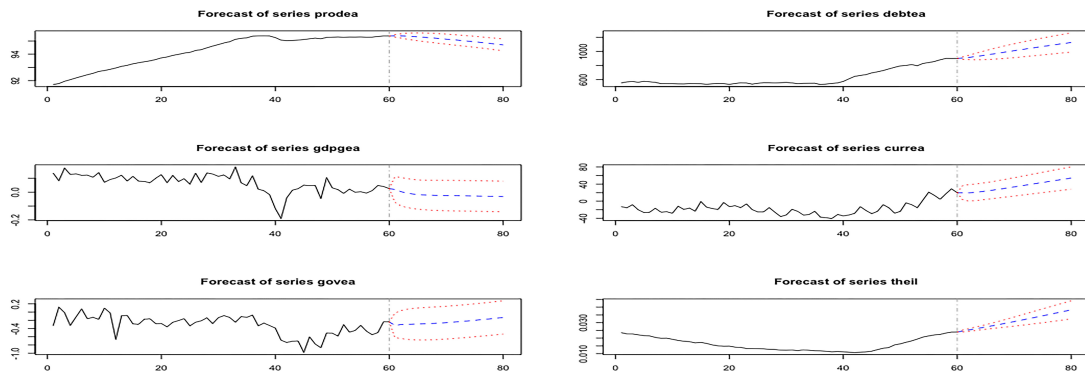 Forecast of series prodea
94
92
0 20 40 60 80
Forecast of series debtea
1000
600
0 20 40 60 80
Forecast of series gdpgea
0.0
-0.2
0 20 40 60 80
Forecast of series currea
80
40
0
40
0 20 40 60 80
Forecast of series govea
0.2
-0.4
-1.0
0 20 40 60 80
Forecast of series theil
0.030
0.010
0 20 40 60 80